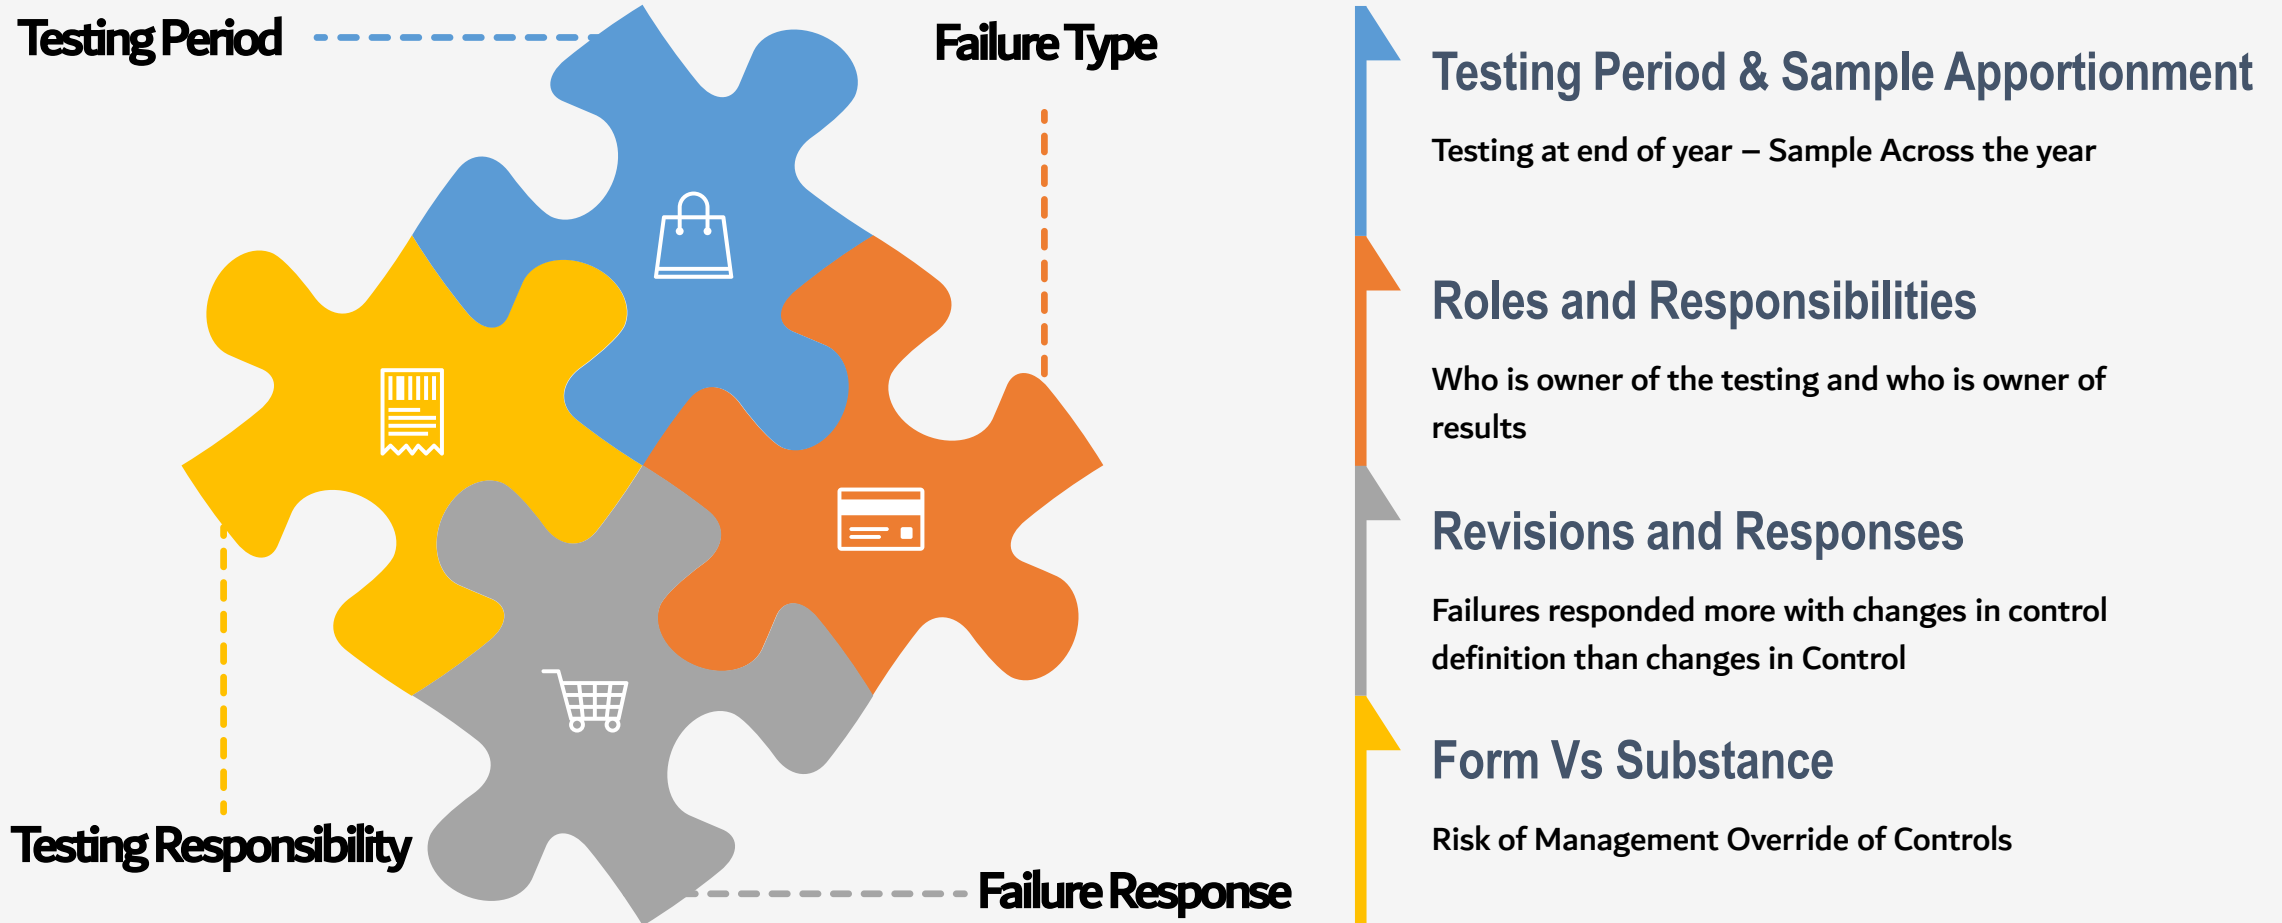 Testing Period
Failure Type
Testing Responsibility
Failure Response
Testing Period & Sample Apportionment
Testing at end of year – Sample Across the year
Roles and Responsibilities
Who is owner of the testing and who is owner of
results
Revisions and Responses
Failures responded more with changes in control
definition than changes in Control
Form Vs Substance
Risk of Management Override of Controls